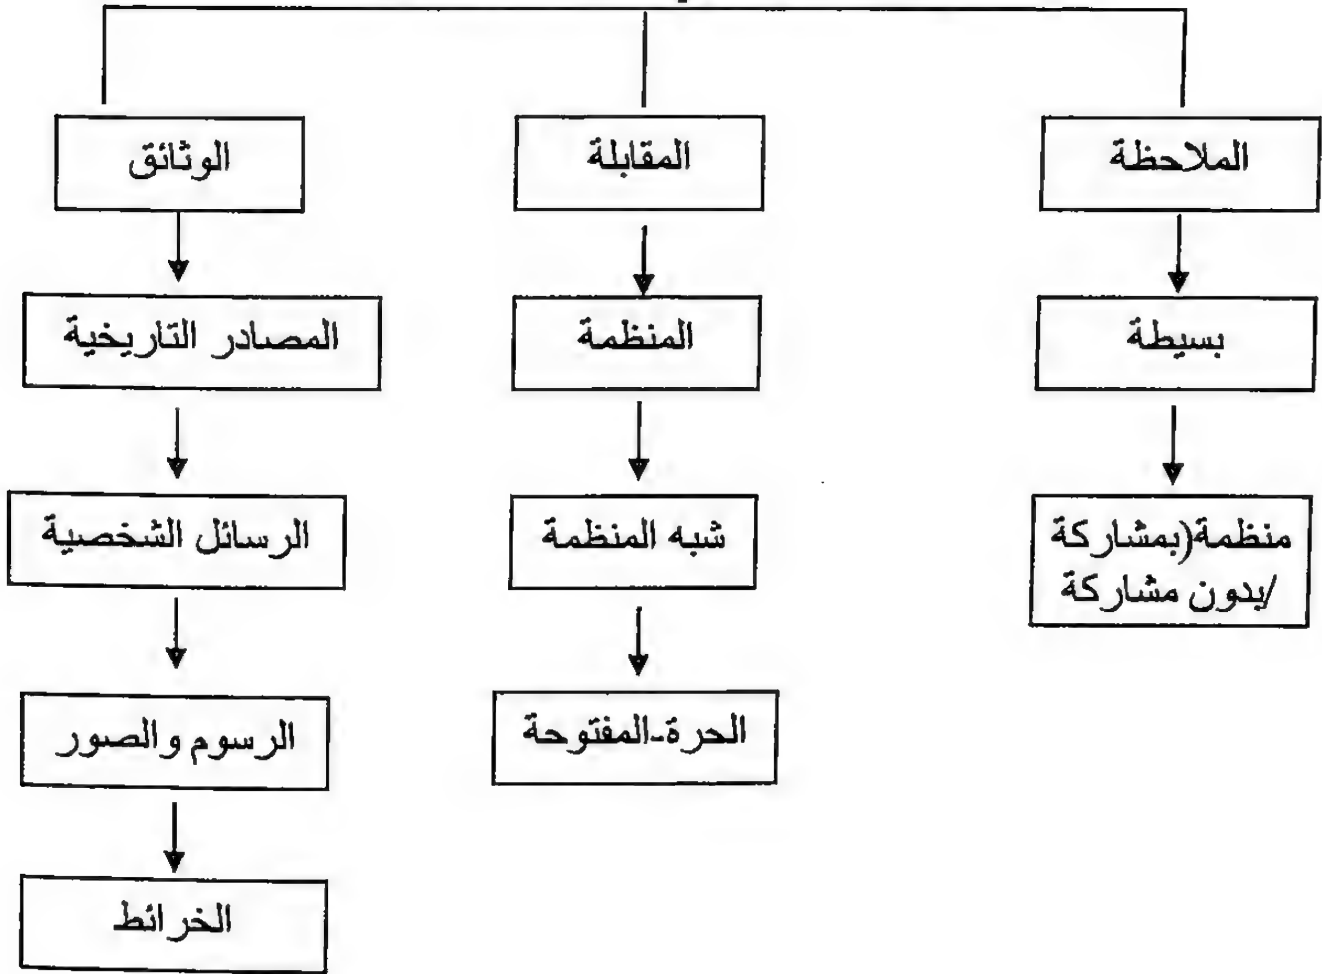 الملاحظة
المقابلة
الوثائق
بسيطة
المنظمة
المصادر التاريخية
منظمة(بمشاركة
/بدون مشاركة
شبه المنظمة
الرسائل الشخصية
الحرة-المفتوحة
الرسوم والصور
الخرائط